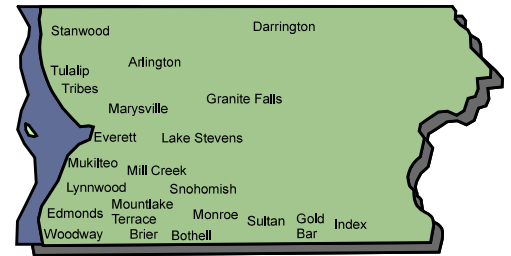 Darrington
Stanwood
Arlington
Tulalip
Tribes
Granite Falls
Marysville
Everett
Lake Stevens
Mukilteo
Mill Creek
Lynnwood
Snohomish
Mountlake
Terrace
Edmonds
Monroe
Sultan
Gold
Bar
Index
Woodway
Brier
Bothell